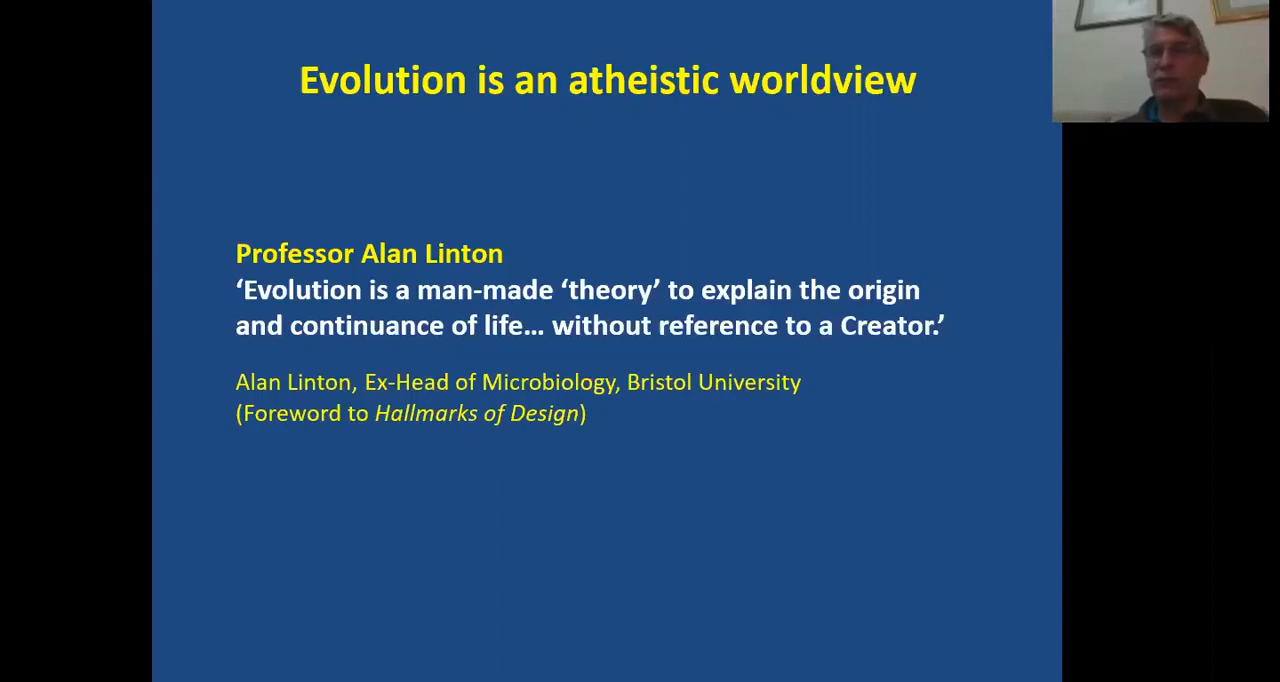 Evolution is an atheistic worldview
Professor Alan Linton
‘Evolution is a man-made ‘theory’ to explain the origin
and continuance of life... without reference to a Creator.’
Alan Linton, Ex-Head of Microbiology, Bristol University
(Foreword to Hallmarks of Design)